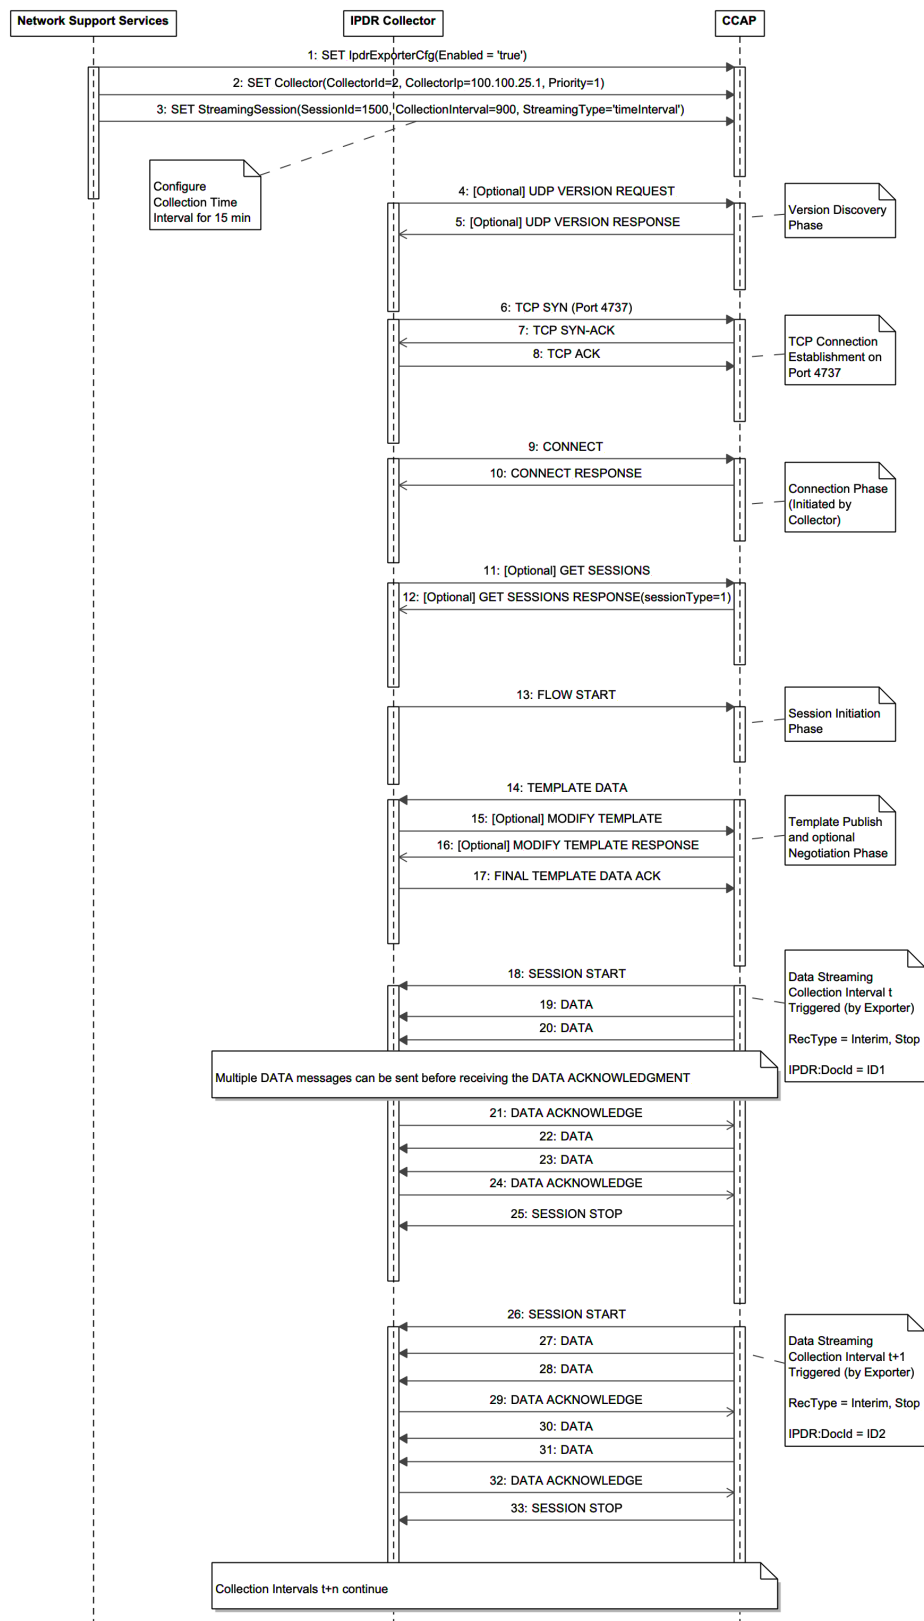 Network Support Services
IPDR Collector
CCAP
1: SET IpdrExporterCfg(Enabled = 'true')
2: SET Collector(CollectorId=2, CollectorIp=100.100.25.1, Priority=1)
3: SET StreamingSession(SessionId=1500, CollectionInterval=900, StreamingType='timeInterval')
Configure
Collection Time
Interval for 15 min
4: [Optional] UDP VERSION REQUEST
5: [Optional] UDP VERSION RESPONSE
Version Discovery
Phase
6: TCP SYN (Port 4737)
7: TCP SYN-ACK
8: TCP ACK
TCP Connection
Establishment on
Port 4737
9: CONNECT
10: CONNECT RESPONSE
Connection Phase
(Initiated by
Collector)
11: [Optional] GET SESSIONS
12: [Optional] GET SESSIONS RESPONSE(sessionType=1)
13: FLOW START
Session Initiation
Phase
14: TEMPLATE DATA
15: [Optional] MODIFY TEMPLATE
16: [Optional] MODIFY TEMPLATE RESPONSE
17: FINAL TEMPLATE DATA ACK
Template Publish
and optional
Negotiation Phase
18: SESSION START
19: DATA
20: DATA
Data Streaming
Collection Interval t
Triggered (by Exporter)
RecType = Interim, Stop
IPDR:DocId = ID1
Multiple DATA messages can be sent before receiving the DATA ACKNOWLEDGMENT
21: DATA ACKNOWLEDGE
22: DATA
23: DATA
24: DATA ACKNOWLEDGE
25: SESSION STOP
26: SESSION START
27: DATA
28: DATA
29: DATA ACKNOWLEDGE
30: DATA
31: DATA
32: DATA ACKNOWLEDGE
33: SESSION STOP
Data Streaming
Collection Interval t+1
Triggered (by Exporter)
RecType = Interim, Stop
IPDR:DocId = ID2
Collection Intervals t+n continue